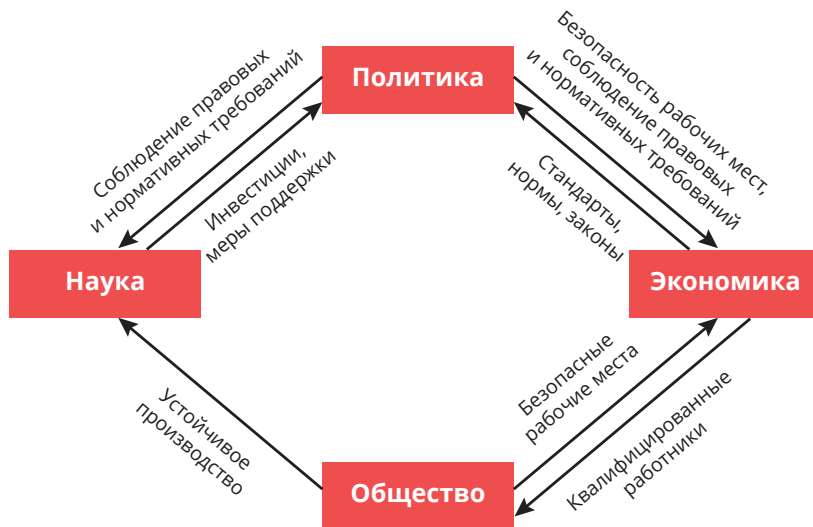 Политика
Соблюдение правовых
и нормативных требований
Инвестиции,
меры поддержки
Безопасность рабочих мест,
соблюдение правовых
и нормативных требований
Стандарты,
нормы, законы
Наука
Экономика
Устойчивое
производство
Безопасные
рабочие места
Квалифицированные
работники
Общество